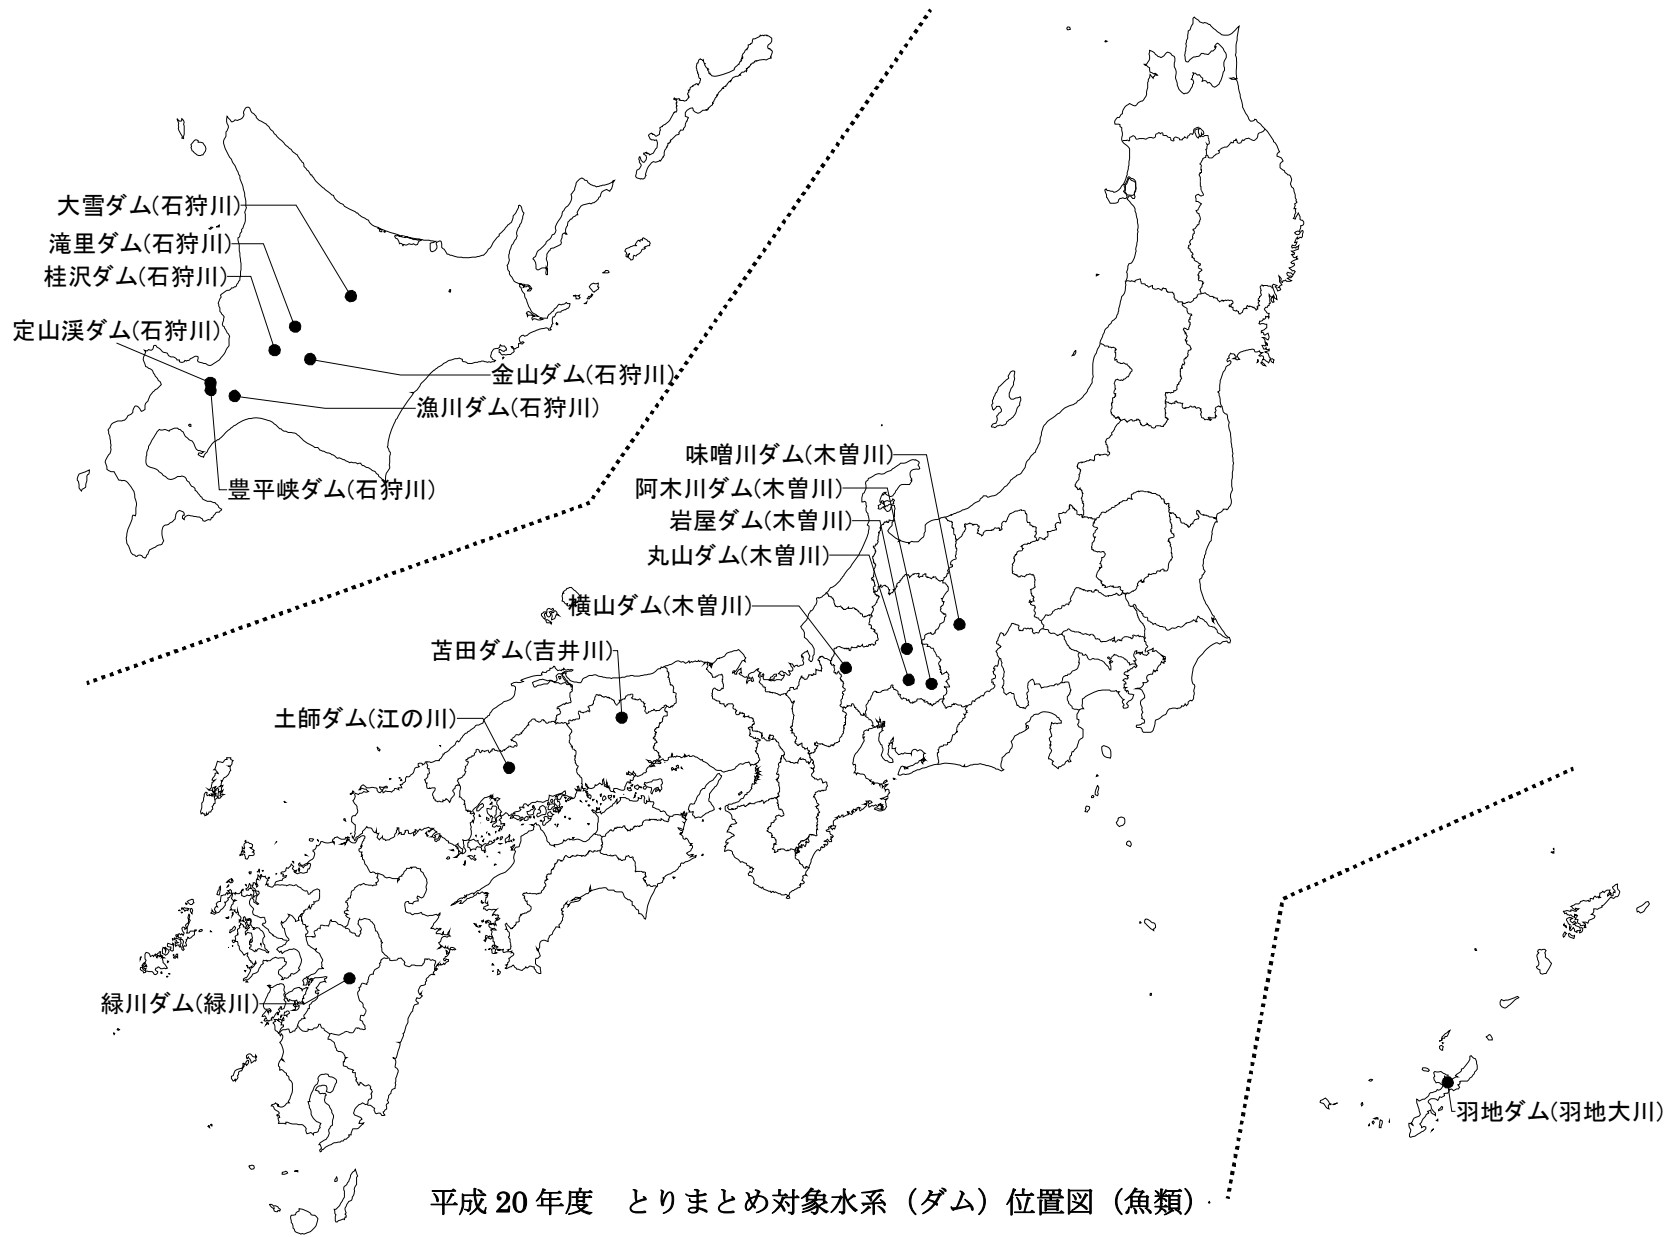 大雪ダム(石狩川)
滝里ダム(石狩川)
桂沢ダム(石狩川)
定山渓ダム(石狩川)
金山ダム(石狩川)
漁川ダム(石狩川)
豊平峡ダム(石狩川)
味噌川ダム(木曽川)
阿木川ダム(木曽川)
岩屋ダム(木曽川)
丸山ダム(木曽川)
横山ダム(木曽川)
苫田ダム(吉井川)
土師ダム(江の川)
緑川ダム(緑川)
羽地ダム(羽地大川)
平成 20 年度　とりまとめ対象水系（ダム）位置図（魚類）